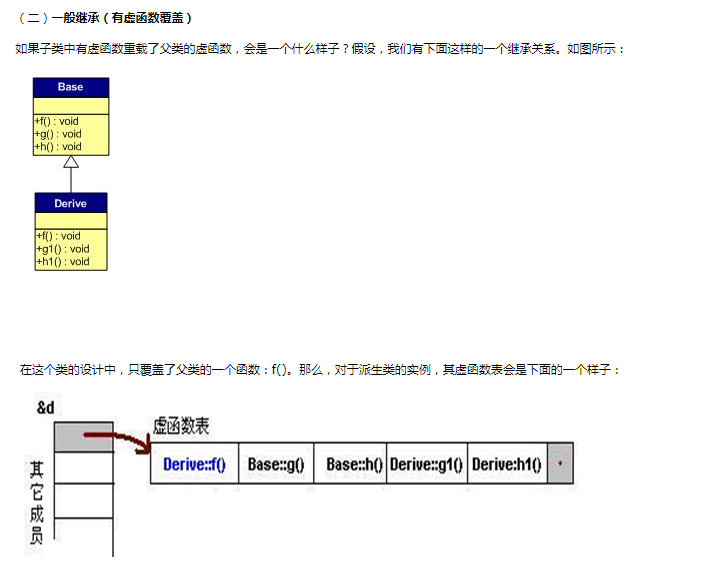 （二）一般继承（有虚函数覆盖）
如果子类中有虚函数重载了父类的虚函数，会是一个什么样子？假设，我们有下面这样的一个继承关系。如图所示：
Base
+f() : void
+g() : void
+h() : void
Derive
+f() : void
+g1() : void
+h1() : void
在这个类的设计中，只覆盖了父类的一个函数：f()。那么，对于派生类的实例，其虚函数表会是下面的一个样子：
&d
虚函数表
Derive::f() Base::g() Base::h() Derive::g1() Derive:h1()
其它成员